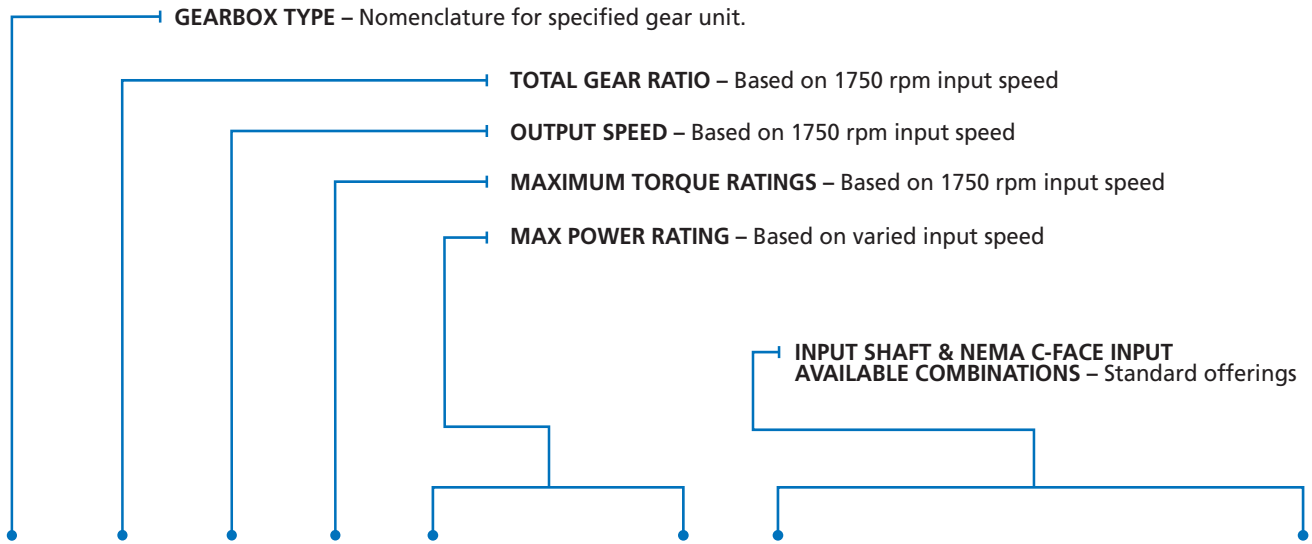 GEARBOX TYPE – Nomenclature for specified gear unit.
TOTAL GEAR RATIO – Based on 1750 rpm input speed
OUTPUT SPEED – Based on 1750 rpm input speed
MAXIMUM TORQUE RATINGS – Based on 1750 rpm input speed
MAX POWER RATING – Based on varied input speed
INPUT SHAFT & NEMA C-FACE INPUT
AVAILABLE COMBINATIONS – Standard offerings